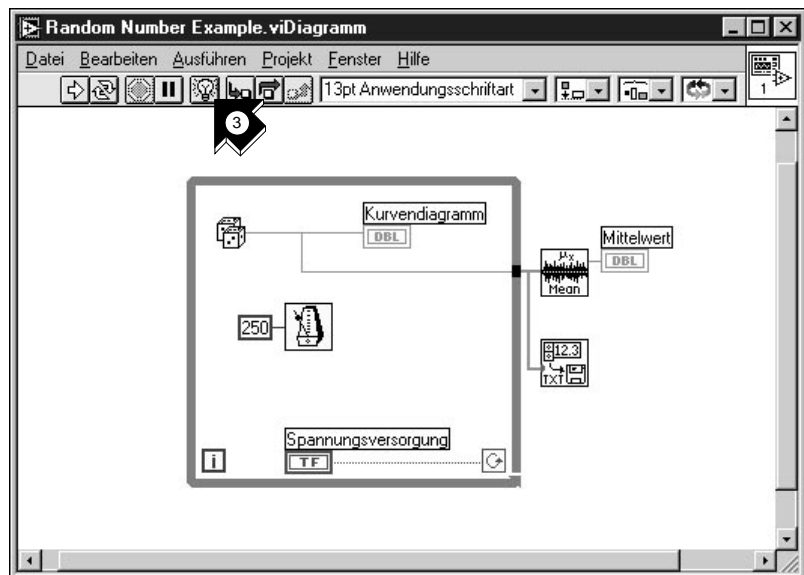 Random Number Example.viDiagramm
Datei Bearbeiten Ausführen Projekt Fenster Hilfe
13pt Anwendungsschriftart
1
3
Kurvendiagramm
DBL
Mittelwert
DBL
μx
Mean
250
12.3
TXT
Spannungsversorgung
i
TF